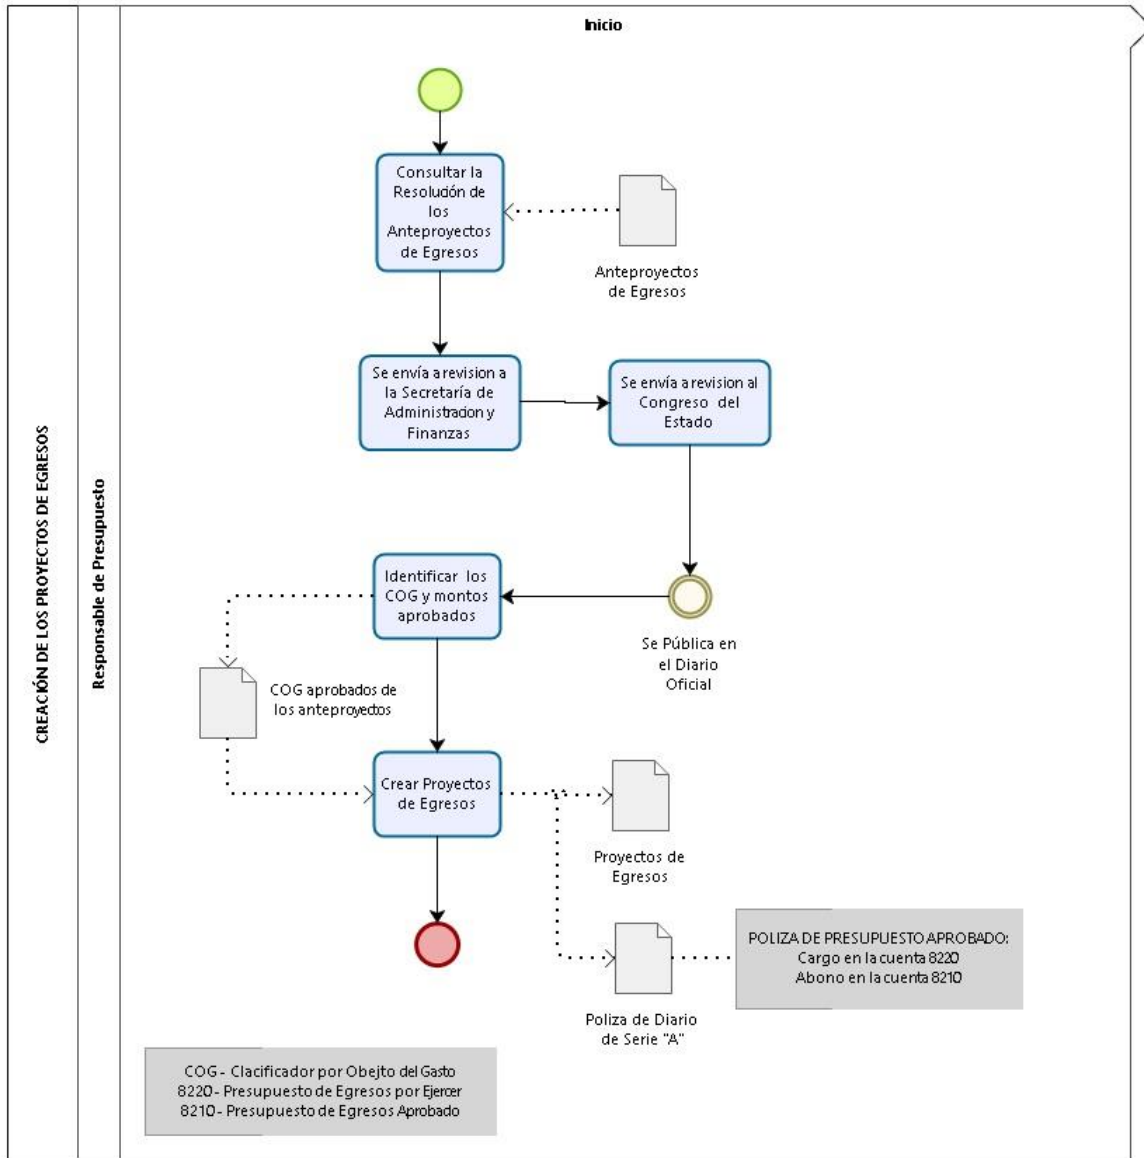 Inicio
CREACIÓN DE LOS PROYECTOS DE EGRESOS
Responsable de Presupuesto
Consultar la
Resolución de
los
Anteproyectos
de Egresos
Anteproyectos
de Egresos
Se envía a revision a
la Secretaría de
Administracion y
Finanzas
Se envía a revision al
Congreso del
Estado
Se Pública en
el Diario
Oficial
Identificar los
COG y montos
aprobados
COG aprobados de
los anteproyectos
Crear Proyectos
de Egresos
Proyectos de
Egresos
Poliza de Diario
de Serie "A"
POLIZA DE PRESUPUESTO APROBADO:
Cargo en la cuenta 8220
Abono en la cuenta 8210
COG - Clacificador por Obejto del Gasto
8220 - Presupuesto de Egresos por Ejercer
8210 - Presupuesto de Egresos Aprobado